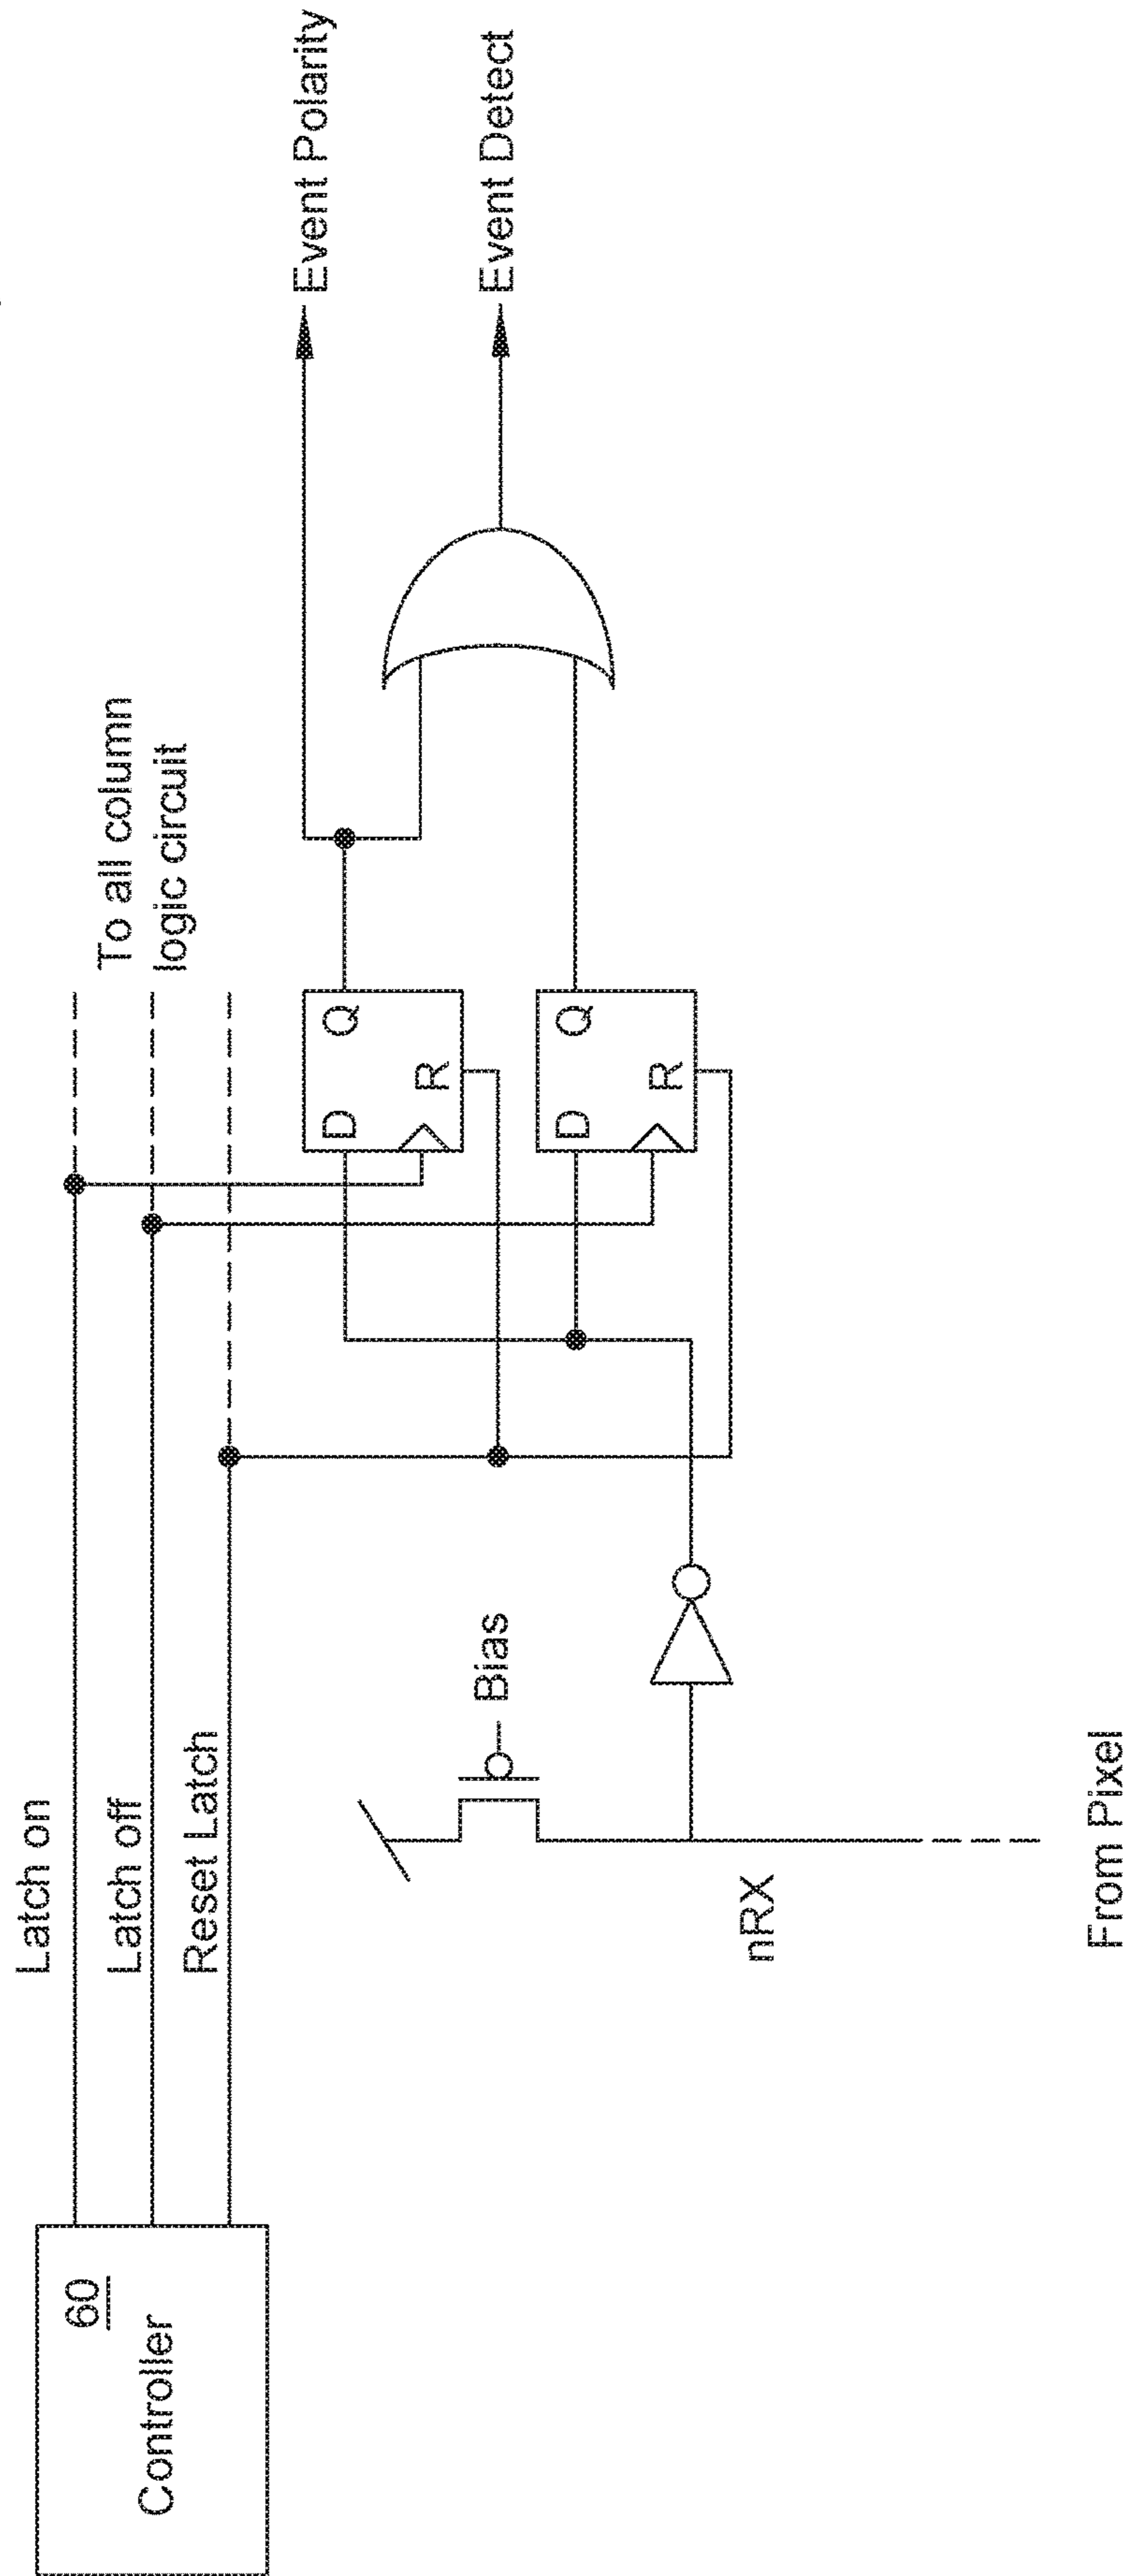 60
Controller
Latch on
Latch off
Reset Latch
To all column
logic circuit
D
Q
R
D
Q
R
Event Polarity
Event Detect
Bias
nRX
From Pixel